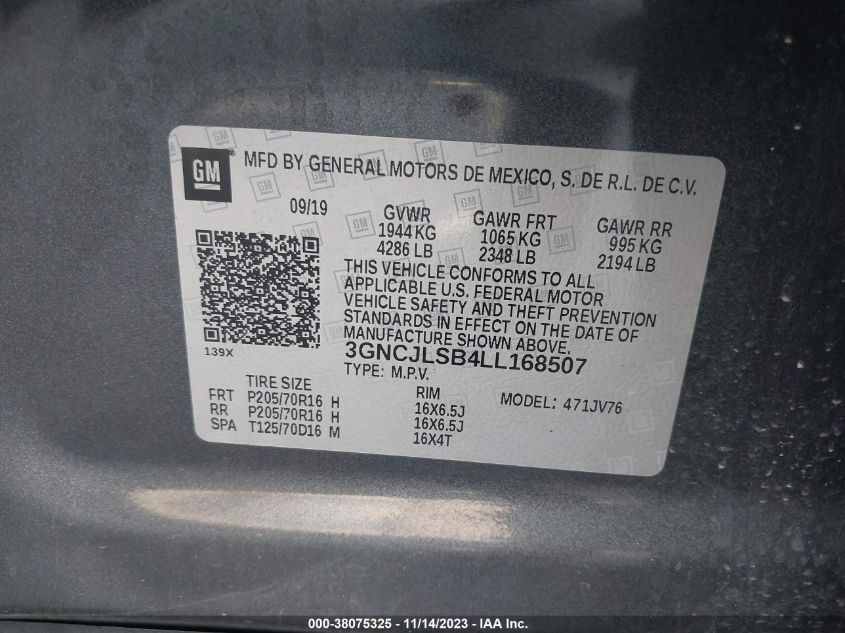 GM® MFD BY GENERAL MOTORS DE MEXICO, S. DE R.L. DE C.V.
09/19 GVWR GAWR FRT GAWR RR
1944 KG 1065 KG 995 KG
4286 LB 2348 LB 2194 LB
THIS VEHICLE CONFORMS TO ALL
APPLICABLE U.S. FEDERAL MOTOR
VEHICLE SAFETY AND THEFT PREVENTION
STANDARDS IN EFFECT ON THE DATE OF
MANUFACTURE SHOWN ABOVE.
139X
3GNCJLSB4LL168507
TYPE: M.P.V.
TIRE SIZE RIM MODEL: 471JV76
FRT P205/70R16 H 16X6.5J
RR P205/70R16 H 16X6.5J
SPA T125/70D16 M 16X4T
000-38075325 - 11/14/2023 - IAA Inc.